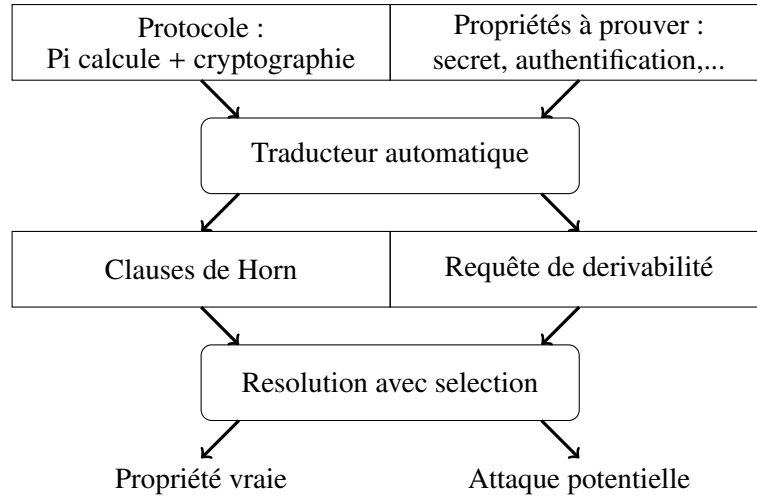 Protocole :
Pi calcule + cryptographie
Propriétés à prouver :
secret, authentification,...
Traducteur automatique
Clauses de Horn
Requête de derivabilité
Resolution avec selection
Propriété vraie
Attaque potentielle